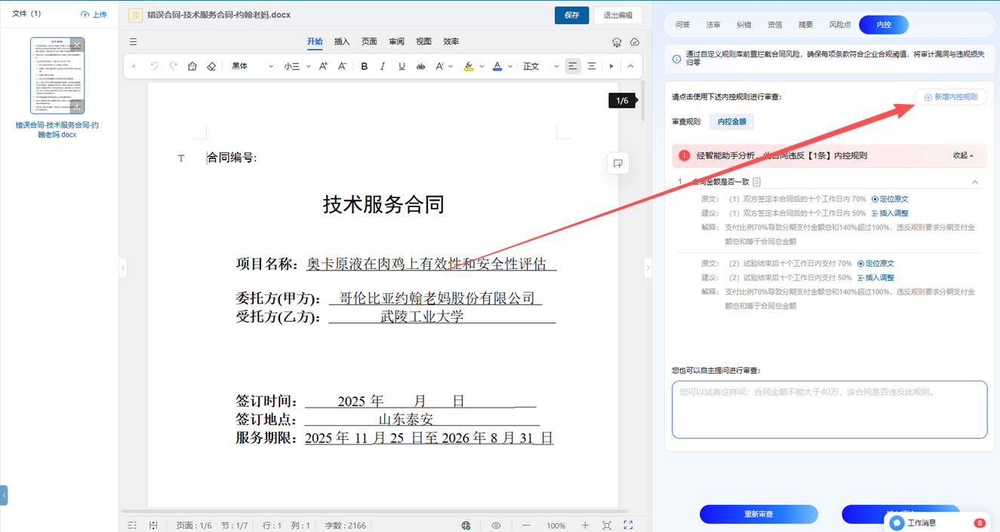 文件（1）
上传
错误合同-技术服务合同-约翰老妈.docx
错误合同-技术服务合同-约
翰老妈.docx
保存
退出编辑
开始 插入 页面 审阅 视图 效率
黑体 小三 A+ A- B I U ab A A 正文
1/6
合同编号:
技术服务合同
项目名称： 奥卡原液在肉鸡上有效性和安全性评估
委托方(甲方)： 哥伦比亚约翰老妈股份有限公司
受托方(乙方)： 武陵工业大学
签订时间： 2025 年 月 日
签订地点： 山东泰安
服务期限： 2025 年 11 月 25 日至 2026 年 8 月 31 日
页面：1/6 节：1/7 行：1 列：1 字数：2166
100%
问答 法审 纠错 资信 摘要 风险点 内控
通过自定义规则库前置拦截合同风险，确保每项条款符合企业合规阈值，将审计漏洞与违规损失
归零
请点击使用下述内控规则进行审查：
新增内控规则
审查规则： 内控金额
经智能助手分析，此合同违反【1条】内控规则
收起
1 合同金额是否一致
原文： （1）双方签定本合同后的十个工作日内 70% 定位原文
建议： （1）双方签定本合同后的十个工作日内 50% 插入调整
解释： 支付比例70%导致分期支付金额总和140%超过100%，违反规则要求分期支付金
额总和等于合同总金额
原文： （2）试验结束后十个工作日内支付 70% 定位原文
建议： （2）试验结束后十个工作日内支付 50% 插入调整
解释： 支付比例70%导致分期支付金额总和140%超过100%，违反规则要求分期支付金
额总和等于合同总金额
您也可以自主提问进行审查：
您可以试着这样问：合同金额不能大于40万，该合同是否违反此规则。
重新审查
工作消息
8